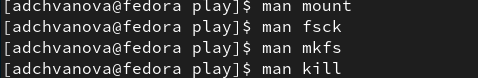 [adchvanova@fedora play]$ man mount
[adchvanova@fedora play]$ man fsck
[adchvanova@fedora play]$ man mkfs
[adchvanova@fedora play]$ man kill